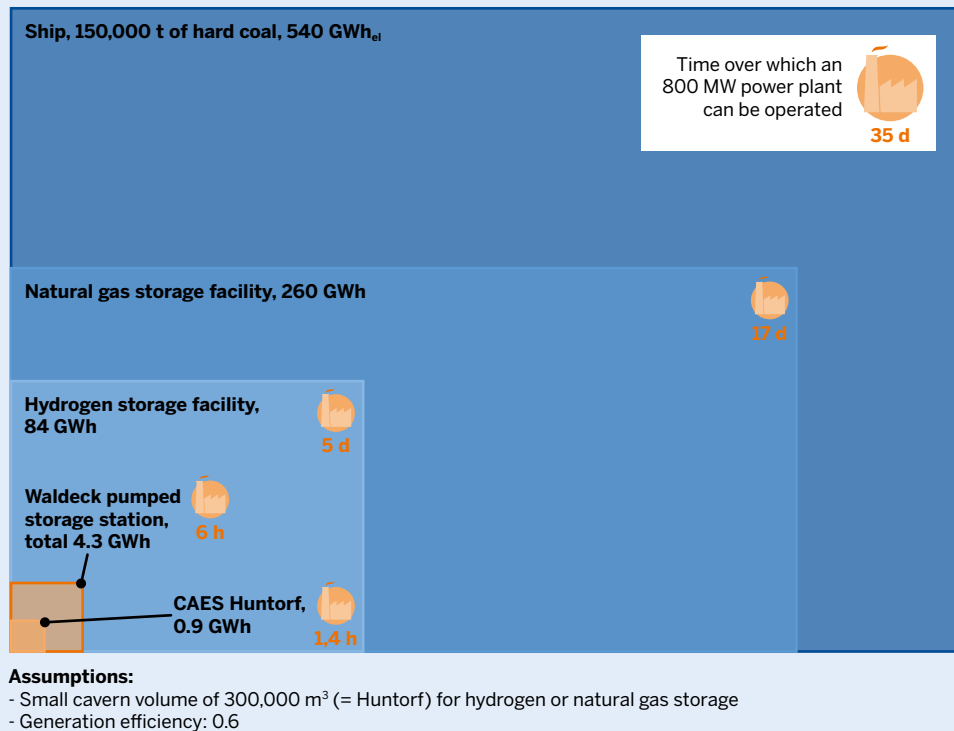 Ship, 150,000 t of hard coal, 540 GWhₑₗ
Time over which an
800 MW power plant
can be operated
35 d
Natural gas storage facility, 260 GWh
17 d
Hydrogen storage facility,
84 GWh
5 d
Waldeck pumped
storage station,
total 4.3 GWh
6 h
CAES Huntorf,
0.9 GWh
1,4 h
Assumptions:
- Small cavern volume of 300,000 m³ (= Huntorf) for hydrogen or natural gas storage
- Generation efficiency: 0.6